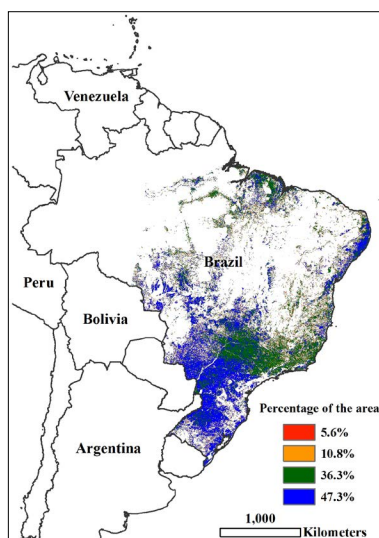 Venezuela
Brazil
Peru
Bolivia
Argentina
Percentage of the area
5.6%
10.8%
36.3%
47.3%
1,000
Kilometers